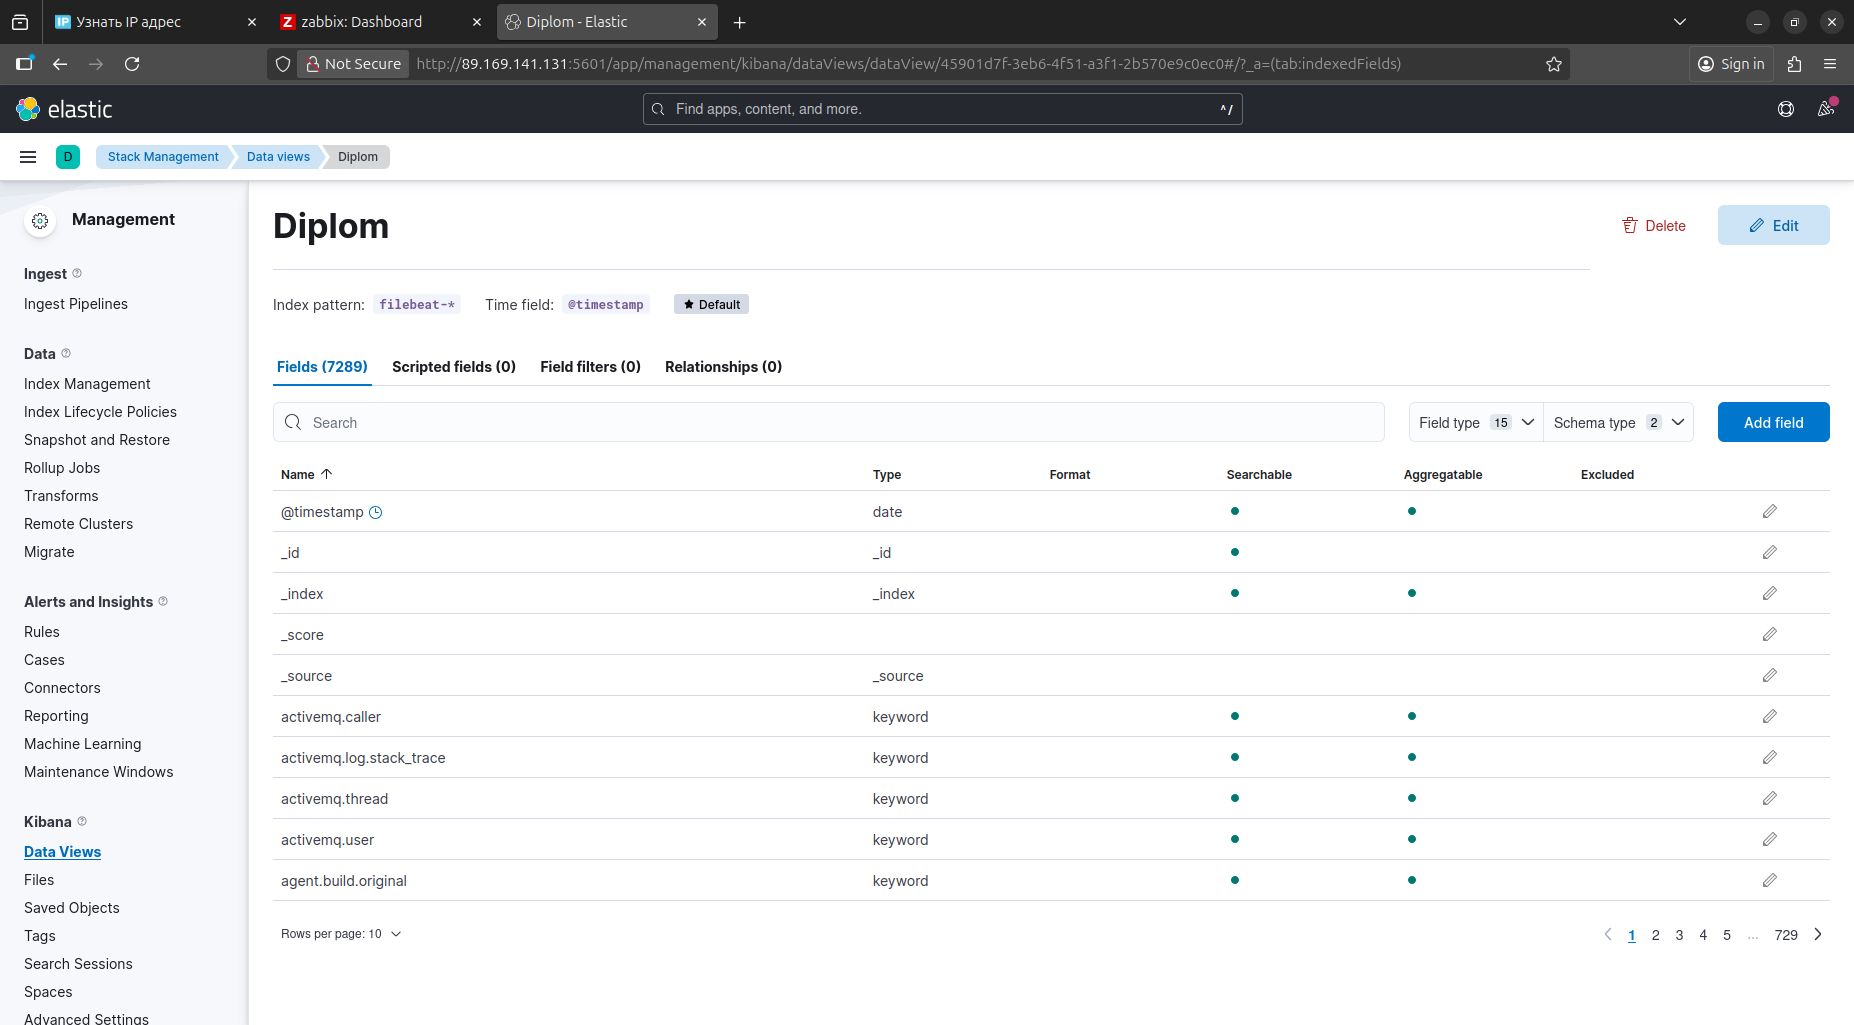 Узнать IP адрес
zabbix: Dashboard
Diplom - Elastic
Not Secure
http://89.169.141.131:5601/app/management/kibana/dataViews/dataView/45901d7f-3eb6-4f51-a3f1-2b570e9c0ec0#/?_a=(tab:indexedFields)
Sign in
elastic
Find apps, content, and more.
^/
D
Stack Management
Data views
Diplom
Management
Ingest
Ingest Pipelines
Data
Index Management
Index Lifecycle Policies
Snapshot and Restore
Rollup Jobs
Transforms
Remote Clusters
Migrate
Alerts and Insights
Rules
Cases
Connectors
Reporting
Machine Learning
Maintenance Windows
Kibana
Data Views
Files
Saved Objects
Tags
Search Sessions
Spaces
Advanced Settings
Diplom
Delete
Edit
Index pattern: filebeat-* Time field: @timestamp Default
Fields (7289) Scripted fields (0) Field filters (0) Relationships (0)
Search
Field type 15
Schema type 2
Add field
Name Type Format Searchable Aggregatable Excluded
@timestamp date
_id _id
_index _index
_score
_source _source
activemq.caller keyword
activemq.log.stack_trace keyword
activemq.thread keyword
activemq.user keyword
agent.build.original keyword
Rows per page: 10
1 2 3 4 5 ... 729